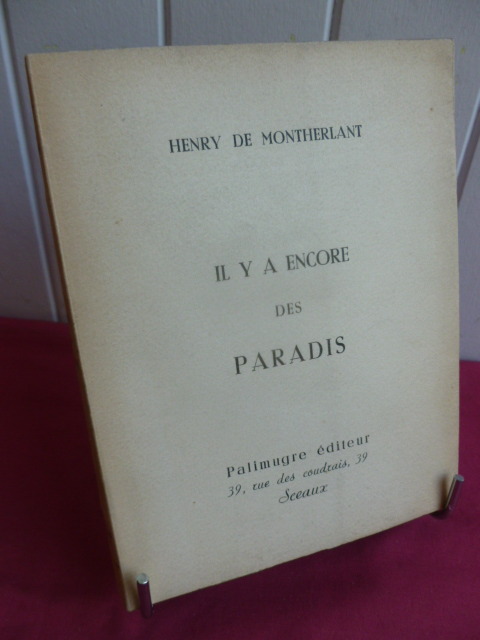 HENRY DE MONTHERLANT
IL Y A ENCORE
DES
PARADIS
Palimugre éditeur
39, rue des coudrais, 39
Sceaux